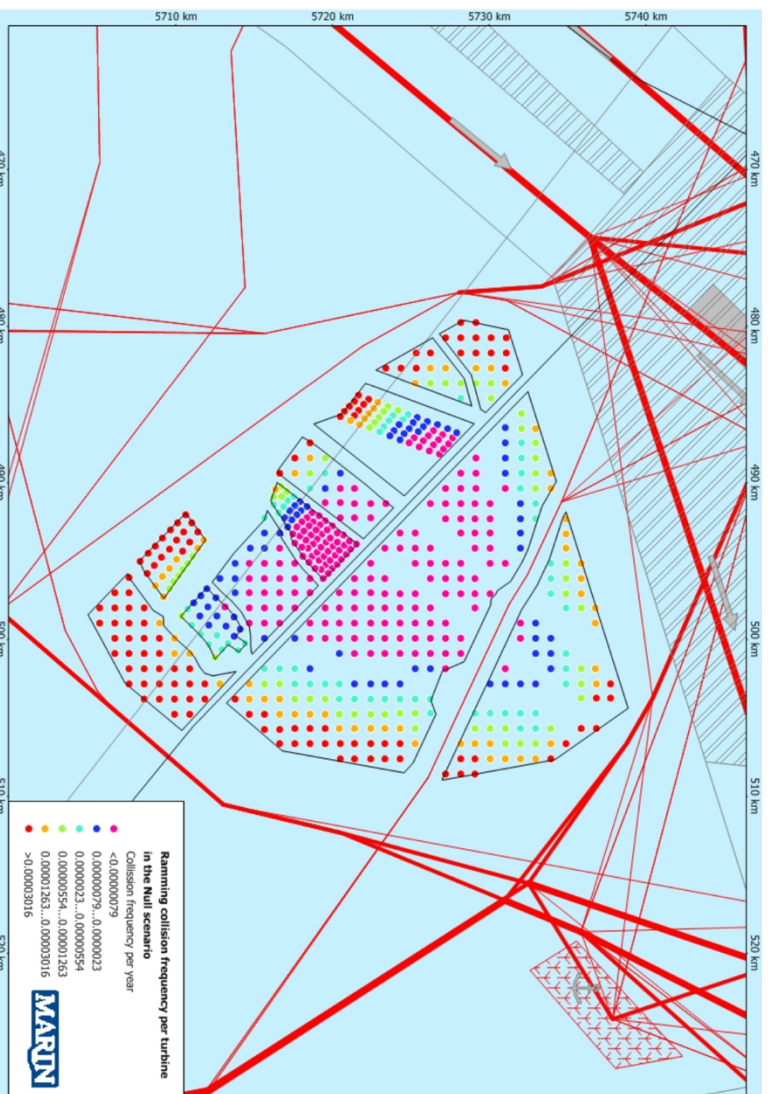 5710 km
5720 km
5730 km
5740 km
470 km
480 km
490 km
500 km
510 km
520 km
470 km
480 km
490 km
500 km
510 km
520 km
Ramming collision frequency per turbine
in the Null scenario
Collision frequency per year
<0.00000079
0.00000079...0.0000023
0.0000023...0.00000554
0.00000554...0.00001263
0.00001263...0.00003016
>0.00003016
MARIN